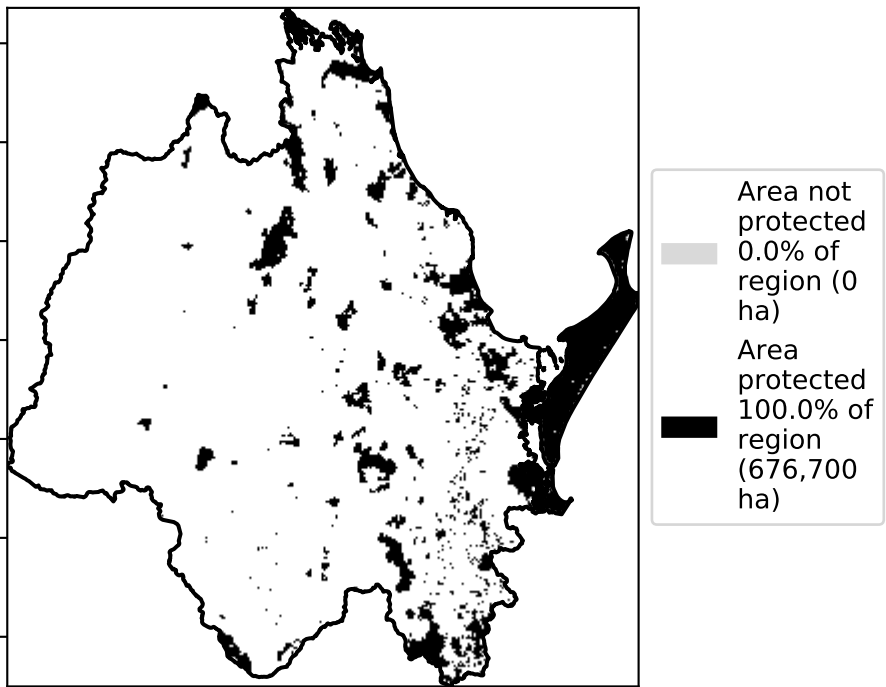 Area not
protected
0.0% of
region (0
ha)
Area
protected
100.0% of
region
(676,700
ha)